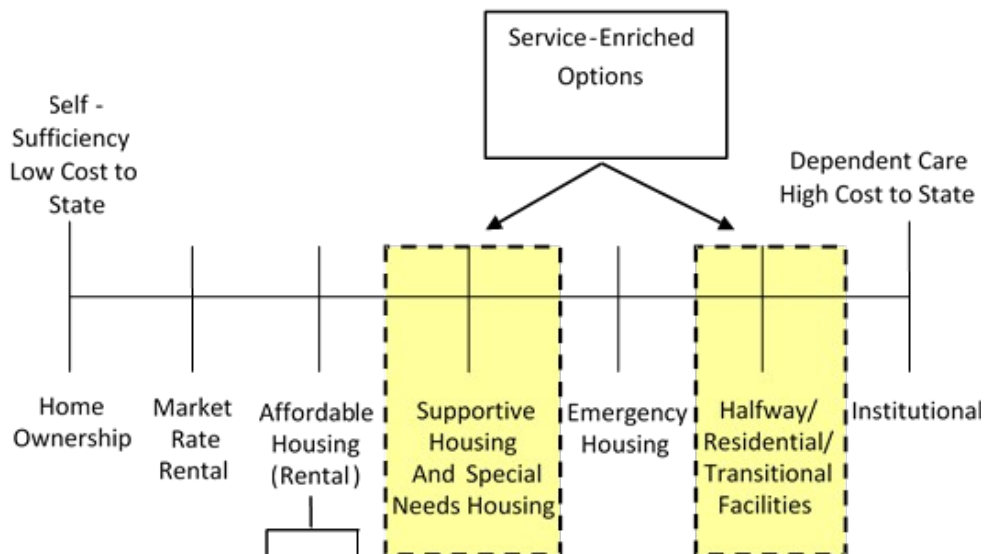 Service-Enriched
Options
Self -
Sufficiency
Low Cost to
State
Dependent Care
High Cost to State
Home
Ownership
Market
Rate
Rental
Affordable
Housing
(Rental)
Supportive
Housing
And Special
Needs Housing
Emergency
Housing
Halfway/
Residential/
Transitional
Facilities
Institutional